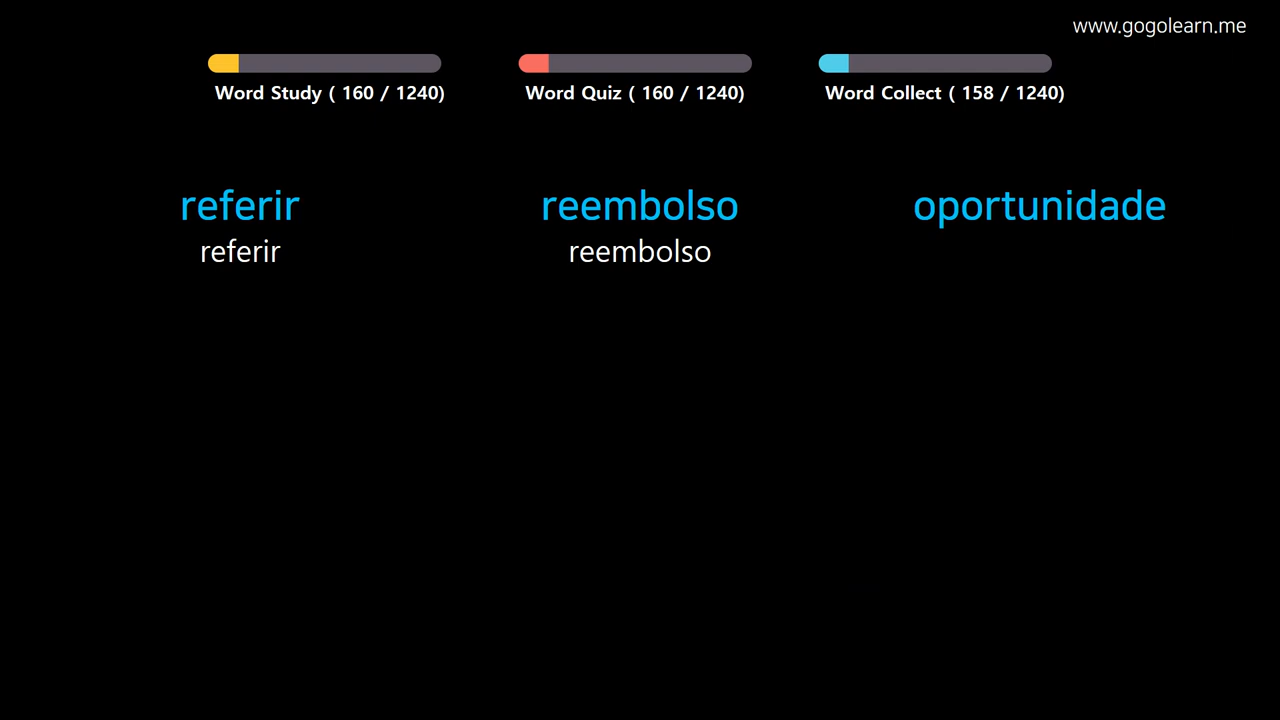 www.gogolearn.me
Word Study ( 160 / 1240)
Word Quiz ( 160 / 1240)
Word Collect ( 158 / 1240)
referir
referir
reembolso
reembolso
oportunidade